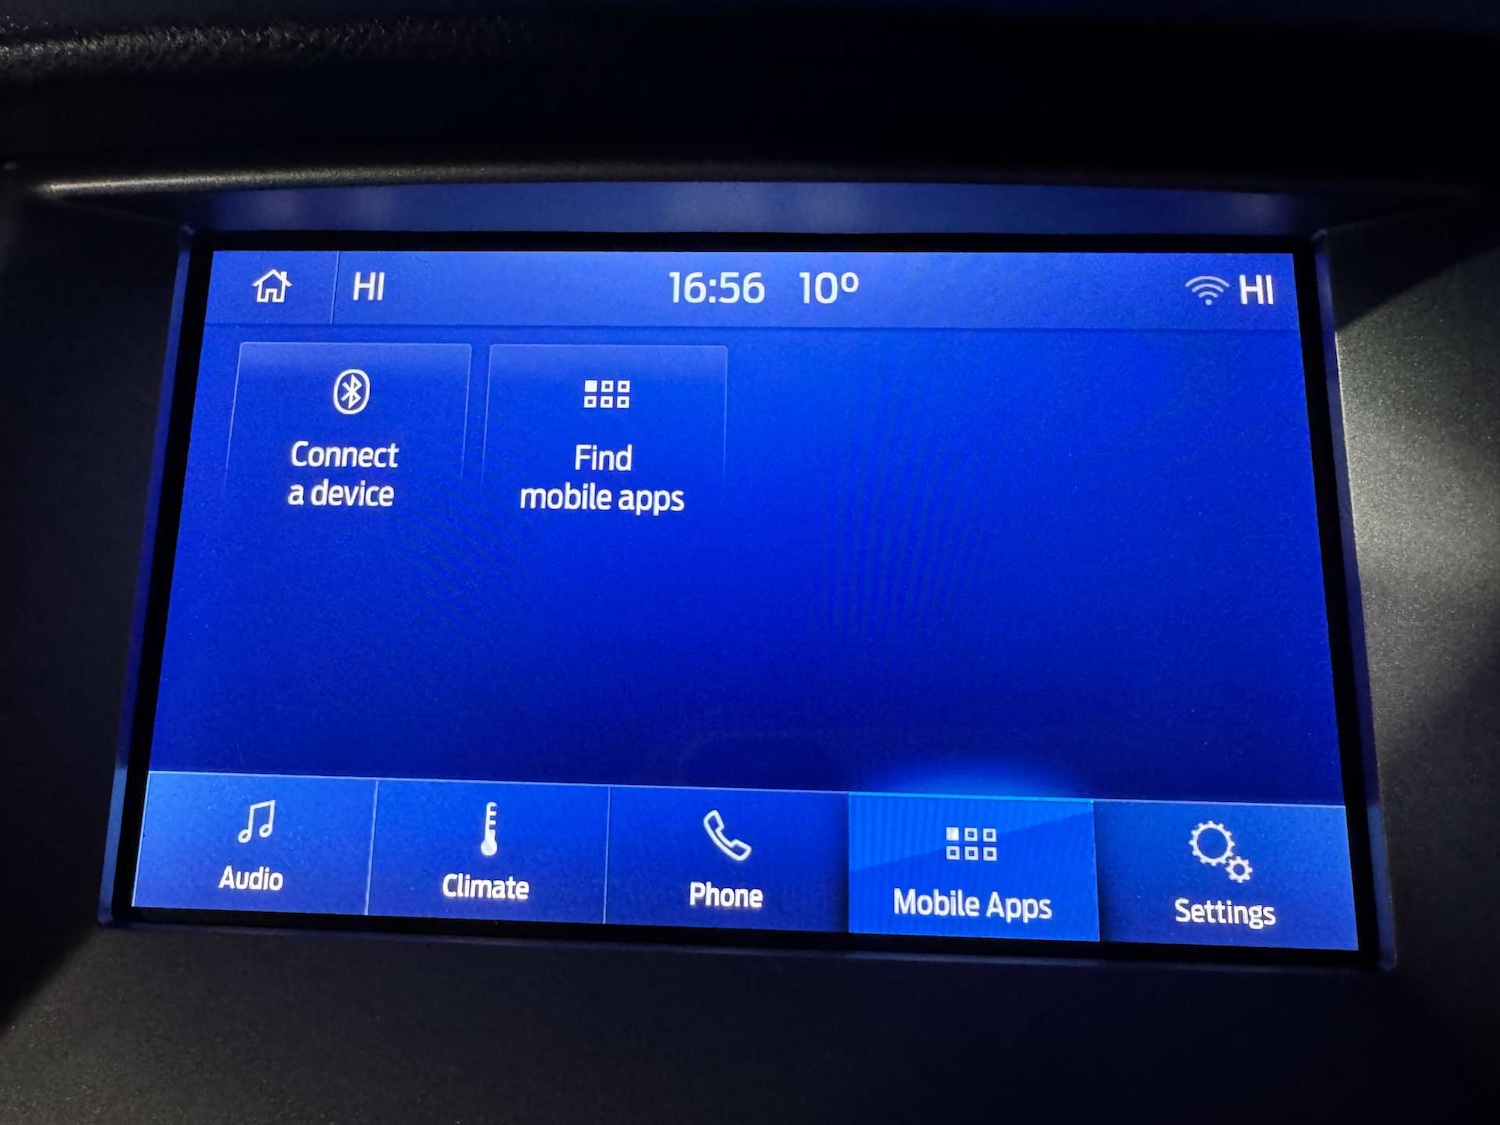 HI 16:56 10° HI
Connect
a device
Find
mobile apps
Audio Climate Phone Mobile Apps Settings